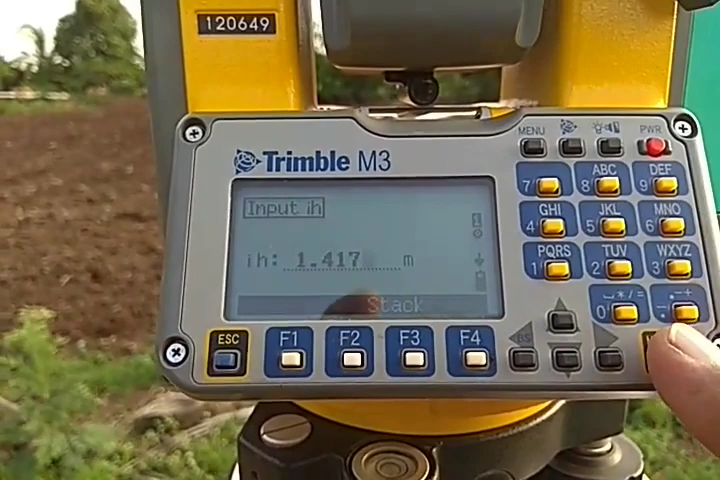 120649
Trimble M3
Input ih
ih: 1.417 m
Stack
MENU
PWR
7 8 ABC 9 DEF
4 GHI 5 JKL 6 MNO
1 PQRS 2 TUV 3 WXYZ
0 ␣*/= . -+
ESC F1 F2 F3 F4
BS